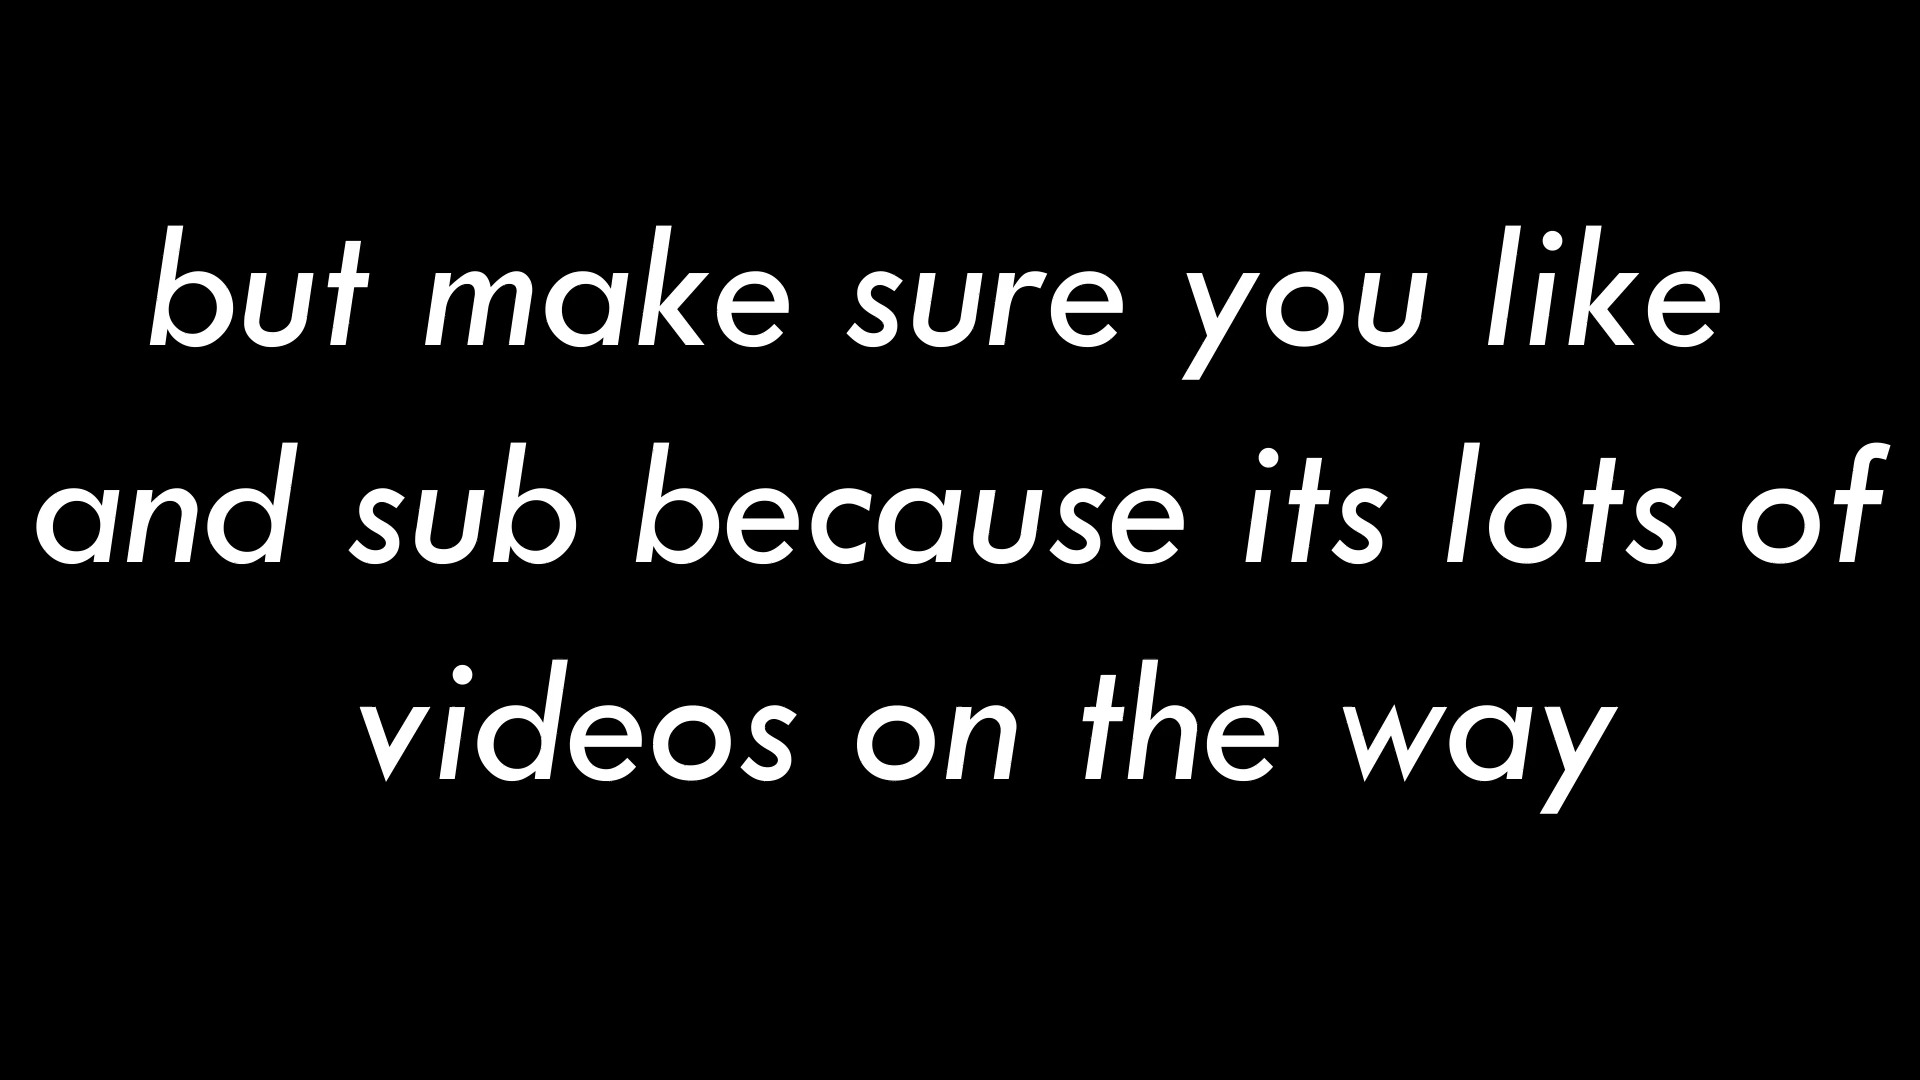 but make sure you like
and sub because its lots of
videos on the way